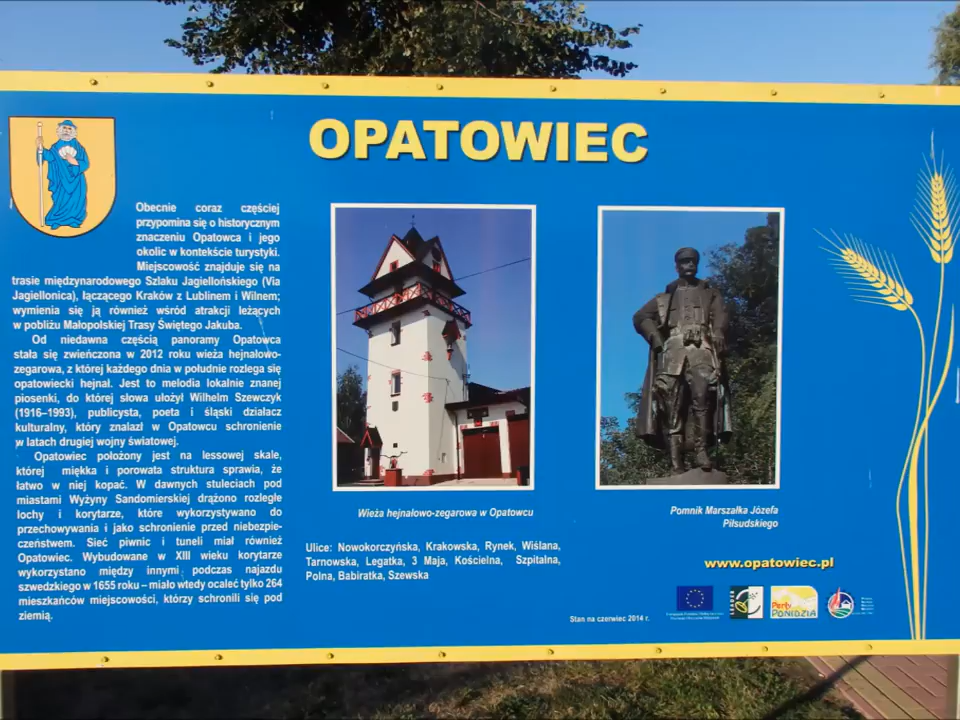 OPATOWIEC
Obecnie coraz częściej
przypomina się o historycznym
znaczeniu Opatowca i jego
okolic w kontekście turystyki.
Miejscowość znajduje się na
trasie międzynarodowego Szlaku Jagiellońskiego (Via
Jagiellonica), łączącego Kraków z Lublinem i Wilnem;
wymienia się ją również wśród atrakcji leżących
w pobliżu Małopolskiej Trasy Świętego Jakuba.
Od niedawna częścią panoramy Opatowca
stała się zwieńczona w 2012 roku wieża hejnałowo-
zegarowa, z której każdego dnia w południe rozlega się
opatowiecki hejnał. Jest to melodia lokalnie znanej
piosenki, do której słowa ułożył Wilhelm Szewczyk
(1916–1993), publicysta, poeta i śląski działacz
kulturalny, który znalazł w Opatowcu schronienie
w latach drugiej wojny światowej.
Opatowiec położony jest na lessowej skale,
której miękka i porowata struktura sprawia, że
łatwo w niej kopać. W dawnych stuleciach pod
miastami Wyżyny Sandomierskiej drążono rozległe
lochy i korytarze, które wykorzystywano do
przechowywania i jako schronienie przed niebezpie-
czeństwem. Sieć piwnic i tuneli miał również
Opatowiec. Wybudowane w XIII wieku korytarze
wykorzystano między innymi podczas najazdu
szwedzkiego w 1655 roku – miało wtedy ocaleć tylko 264
mieszkańców miejscowości, którzy schronili się pod
ziemią.
Wieża hejnałowo-zegarowa w Opatowcu
Pomnik Marszałka Józefa
Piłsudskiego
Ulice: Nowokorczyńska, Krakowska, Rynek, Wiślana,
Tarnowska, Legatka, 3 Maja, Kościelna, Szpitalna,
Polna, Babiratka, Szewska
www.opatowiec.pl
Perły
PONIDZIA
Stan na czerwiec 2014 r.